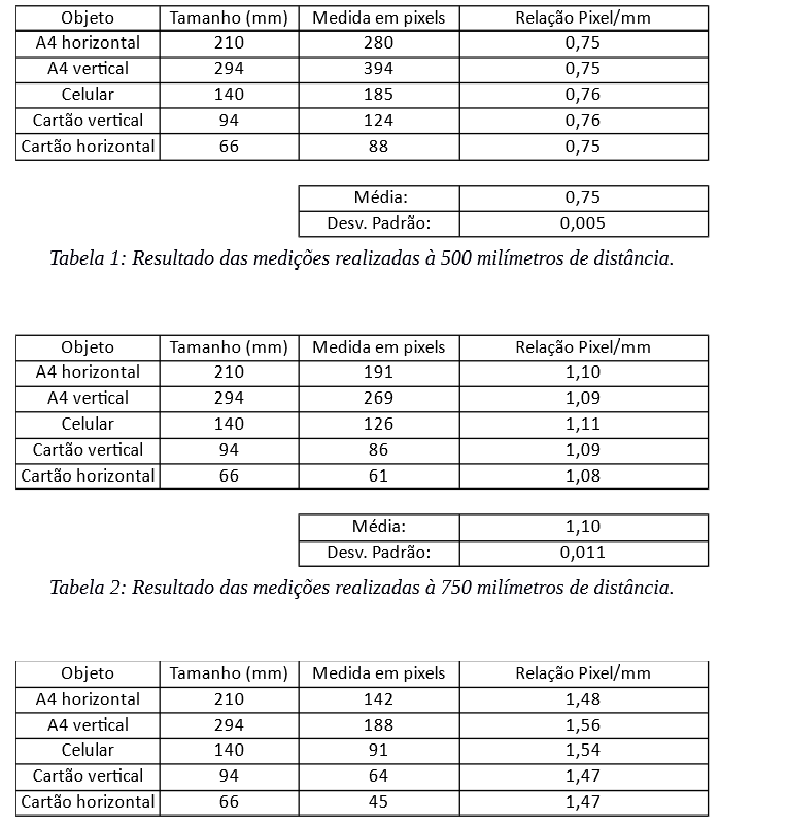 Objeto Tamanho (mm) Medida em pixels Relação Pixel/mm
A4 horizontal 210 280 0,75
A4 vertical 294 394 0,75
Celular 140 185 0,76
Cartão vertical 94 124 0,76
Cartão horizontal 66 88 0,75
Média: 0,75
Desv. Padrão: 0,005
Tabela 1: Resultado das medições realizadas à 500 milímetros de distância.
Objeto Tamanho (mm) Medida em pixels Relação Pixel/mm
A4 horizontal 210 191 1,10
A4 vertical 294 269 1,09
Celular 140 126 1,11
Cartão vertical 94 86 1,09
Cartão horizontal 66 61 1,08
Média: 1,10
Desv. Padrão: 0,011
Tabela 2: Resultado das medições realizadas à 750 milímetros de distância.
Objeto Tamanho (mm) Medida em pixels Relação Pixel/mm
A4 horizontal 210 142 1,48
A4 vertical 294 188 1,56
Celular 140 91 1,54
Cartão vertical 94 64 1,47
Cartão horizontal 66 45 1,47